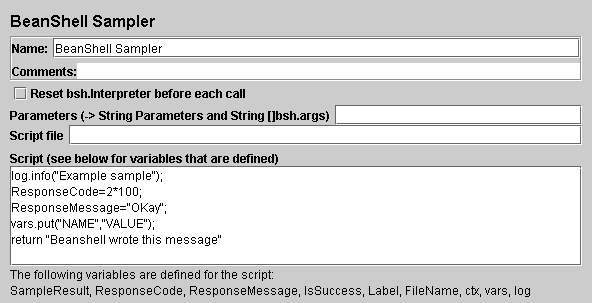 BeanShell Sampler
Name: BeanShell Sampler
Comments:
Reset bsh.Interpreter before each call
Parameters (-> String Parameters and String []bsh.args)
Script file
Script (see below for variables that are defined)
log.info("Example sample");
ResponseCode=2*100;
ResponseMessage="OKay";
vars.put("NAME","VALUE");
return "Beanshell wrote this message"
The following variables are defined for the script:
SampleResult, ResponseCode, ResponseMessage, IsSuccess, Label, FileName, ctx, vars, log